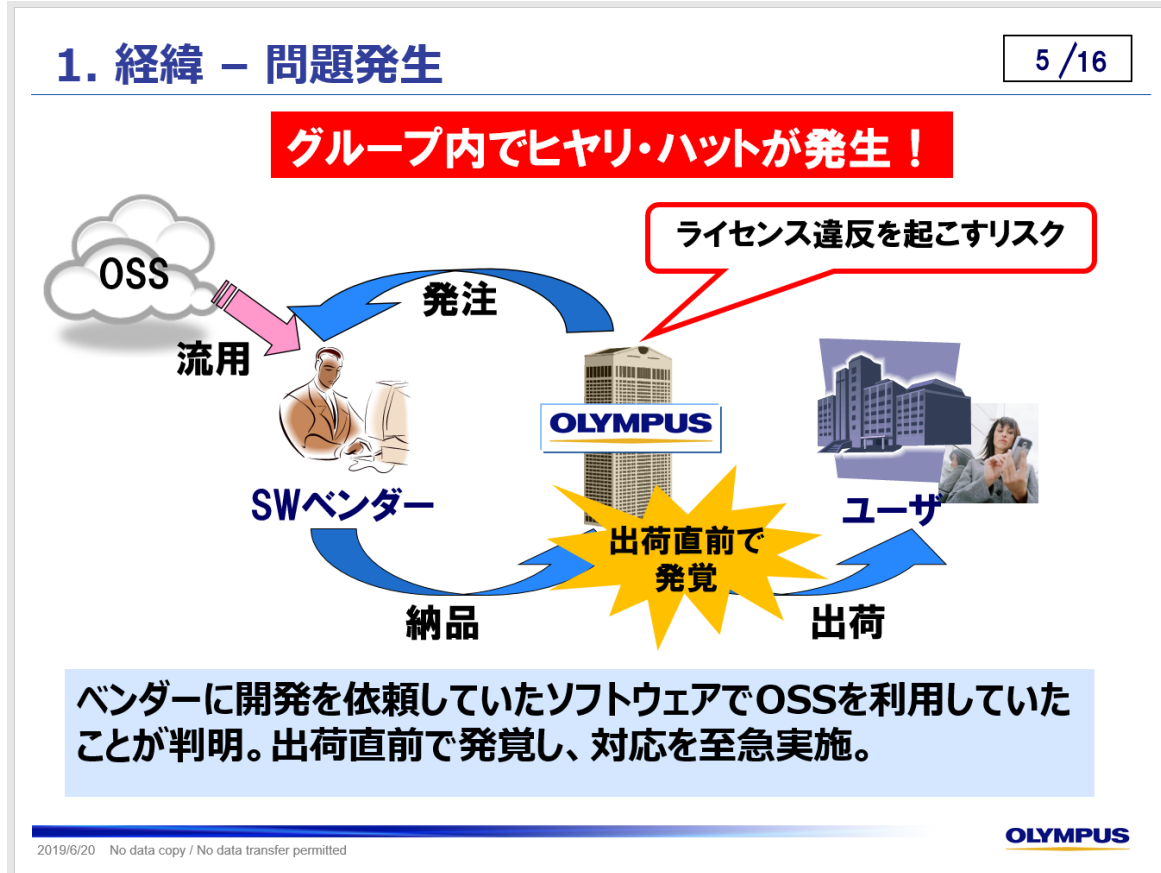 1. 経緯 – 問題発生
5/16
グループ内でヒヤリ・ハットが発生！
ライセンス違反を起こすリスク
OSS
発注
流用
OLYMPUS
SWベンダー
ユーザ
出荷直前で
発覚
納品
出荷
ベンダーに開発を依頼していたソフトウェアでOSSを利用していた
ことが判明。出荷直前で発覚し、対応を至急実施。
OLYMPUS
2019/6/20 No data copy / No data transfer permitted